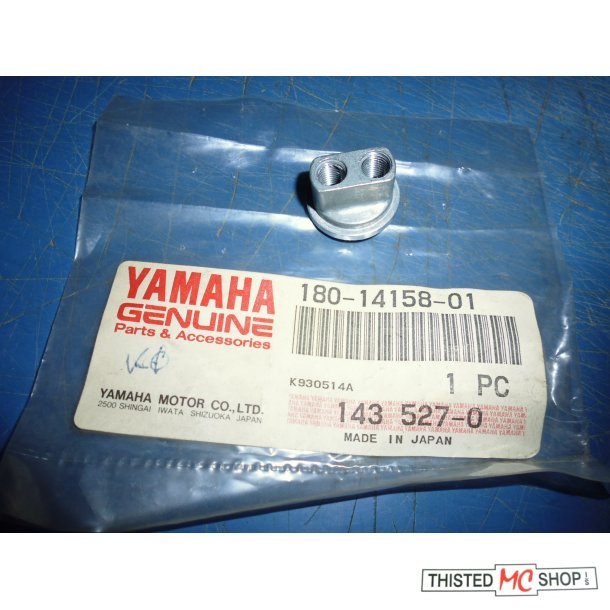 YAMAHA
GENUINE
Parts & Accessories
YAMAHA MOTOR CO., LTD.
2500 SHINGAI IWATA SHIZUOKA JAPAN
180-14158-01
K930514A
1 PC
143 527-0
MADE IN JAPAN
THISTED MC SHOP I/S